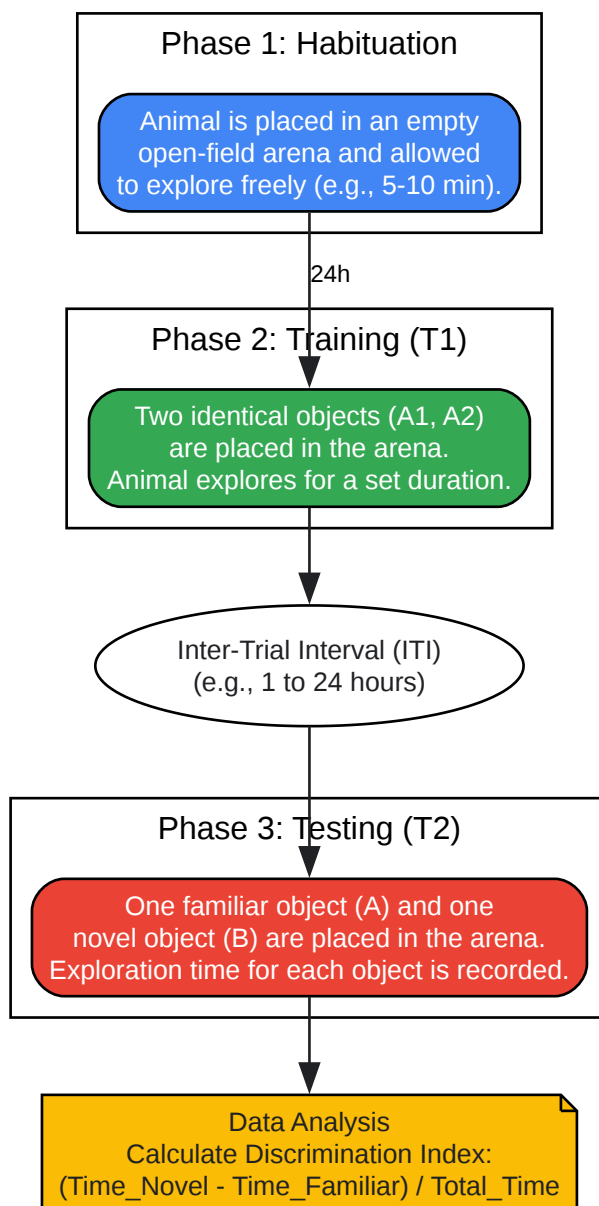 Phase 1: Habituation
Animal is placed in an empty
open-field arena and allowed
to explore freely (e.g., 5-10 min).
24h
Phase 2: Training (T1)
Two identical objects (A1, A2)
are placed in the arena.
Animal explores for a set duration.
Inter-Trial Interval (ITI)
(e.g., 1 to 24 hours)
Phase 3: Testing (T2)
One familiar object (A) and one
novel object (B) are placed in the arena.
Exploration time for each object is recorded.
Data Analysis
Calculate Discrimination Index:
(Time_Novel - Time_Familiar) / Total_Time